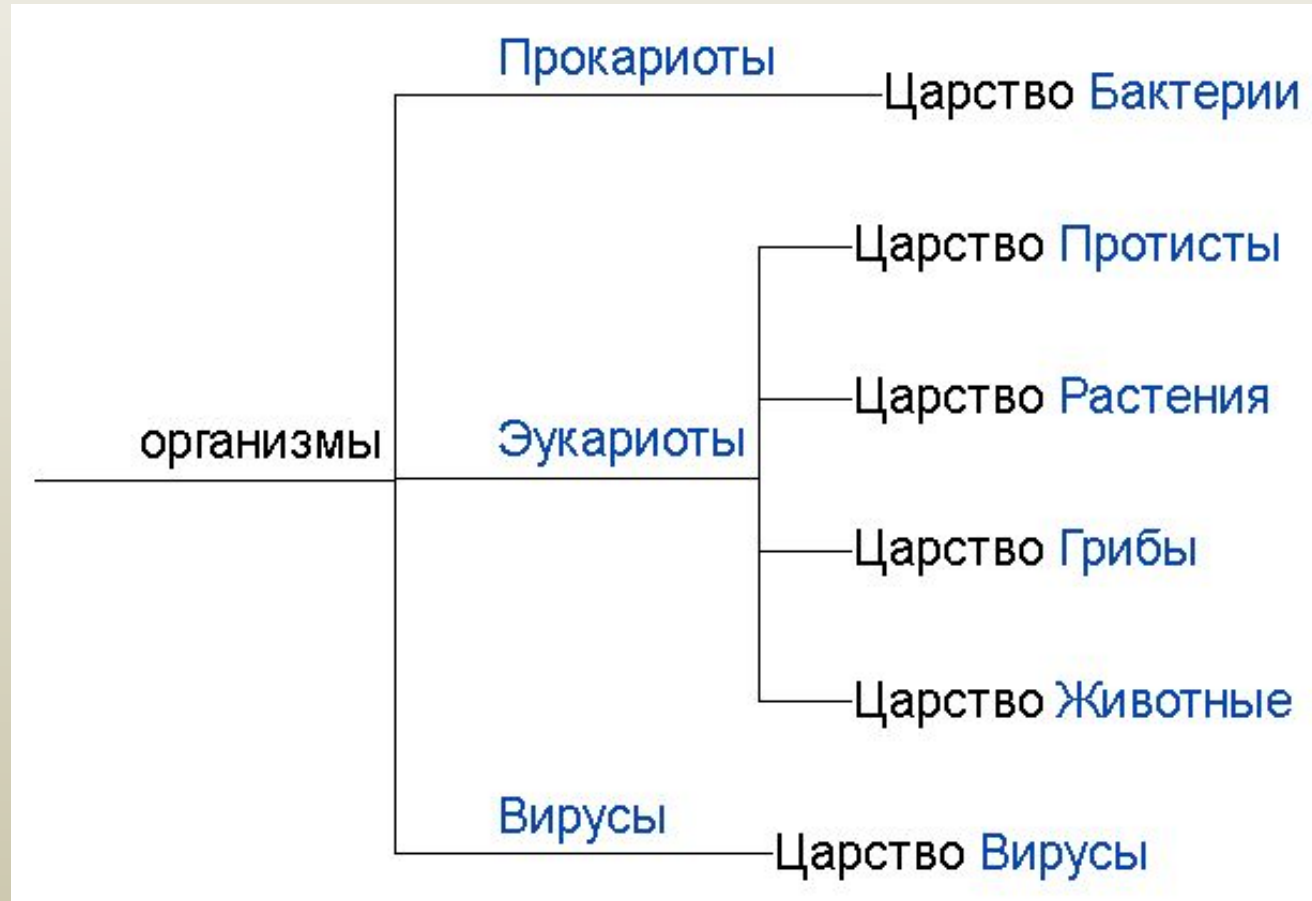 Прокариоты
Царство Бактерии
Царство Протисты
Царство Растения
организмы
Эукариоты
Царство Грибы
Царство Животные
Вирусы
Царство Вирусы